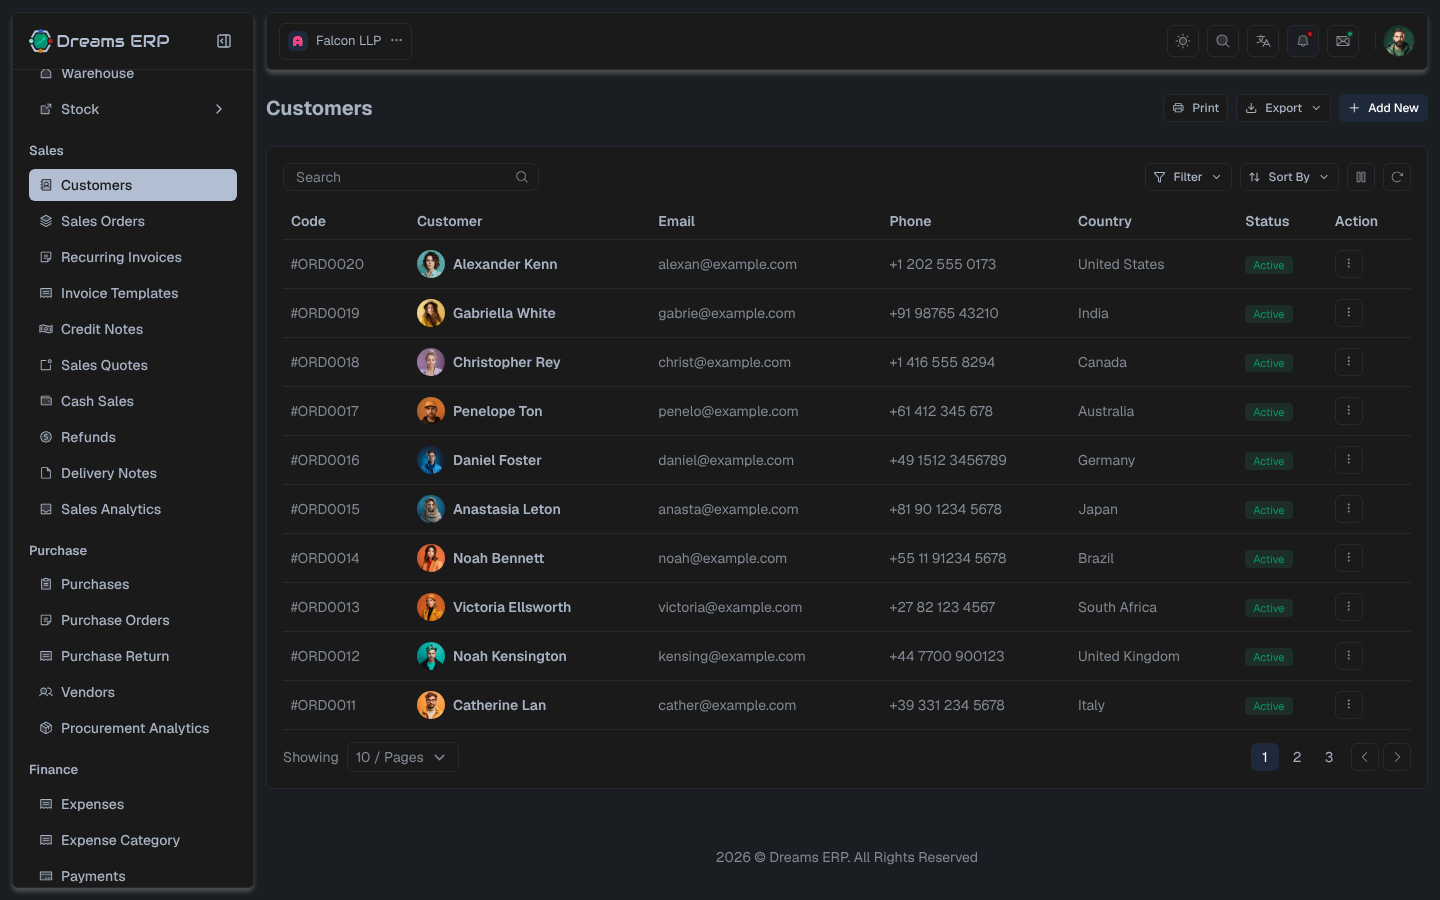 Dreams ERP
Warehouse
Stock
Sales
Customers
Sales Orders
Recurring Invoices
Invoice Templates
Credit Notes
Sales Quotes
Cash Sales
Refunds
Delivery Notes
Sales Analytics
Purchase
Purchases
Purchase Orders
Purchase Return
Vendors
Procurement Analytics
Finance
Expenses
Expense Category
Payments
Falcon LLP
Customers
Print
Export
Add New
Search
Filter
Sort By
Code Customer Email Phone Country Status Action
#ORD0020 Alexander Kenn alexan@example.com +1 202 555 0173 United States Active
#ORD0019 Gabriella White gabrie@example.com +91 98765 43210 India Active
#ORD0018 Christopher Rey christ@example.com +1 416 555 8294 Canada Active
#ORD0017 Penelope Ton penelo@example.com +61 412 345 678 Australia Active
#ORD0016 Daniel Foster daniel@example.com +49 1512 3456789 Germany Active
#ORD0015 Anastasia Leton anasta@example.com +81 90 1234 5678 Japan Active
#ORD0014 Noah Bennett noah@example.com +55 11 91234 5678 Brazil Active
#ORD0013 Victoria Ellsworth victoria@example.com +27 82 123 4567 South Africa Active
#ORD0012 Noah Kensington kensing@example.com +44 7700 900123 United Kingdom Active
#ORD0011 Catherine Lan cather@example.com +39 331 234 5678 Italy Active
Showing 10 / Pages 1 2 3
2026 © Dreams ERP. All Rights Reserved